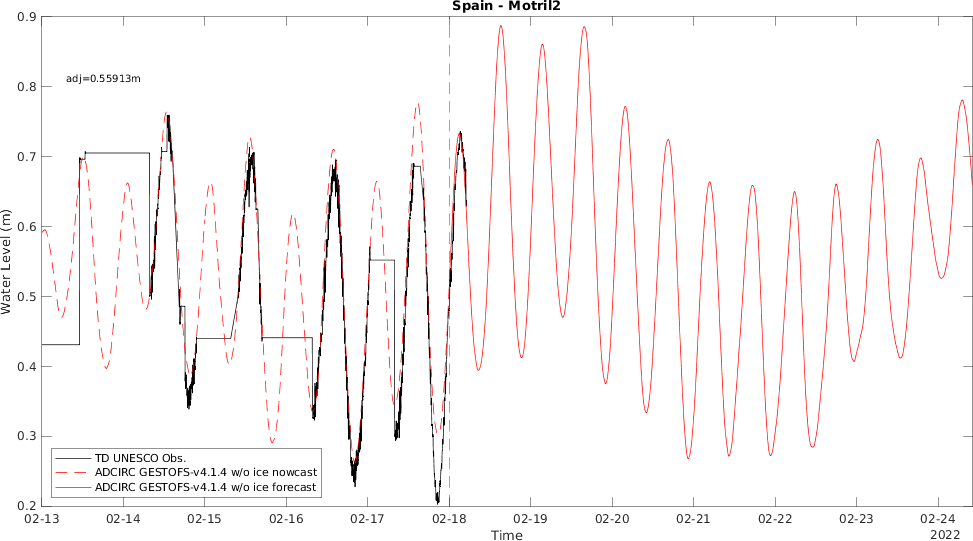 Spain - Motril2
adj=0.55913m
Water Level (m)
0.9
0.8
0.7
0.6
0.5
0.4
0.3
0.2
TD UNESCO Obs.
ADCIRC GESTOFS-v4.1.4 w/o ice nowcast
ADCIRC GESTOFS-v4.1.4 w/o ice forecast
02-13 02-14 02-15 02-16 02-17 02-18 02-19 02-20 02-21 02-22 02-23 02-24
2022
Time